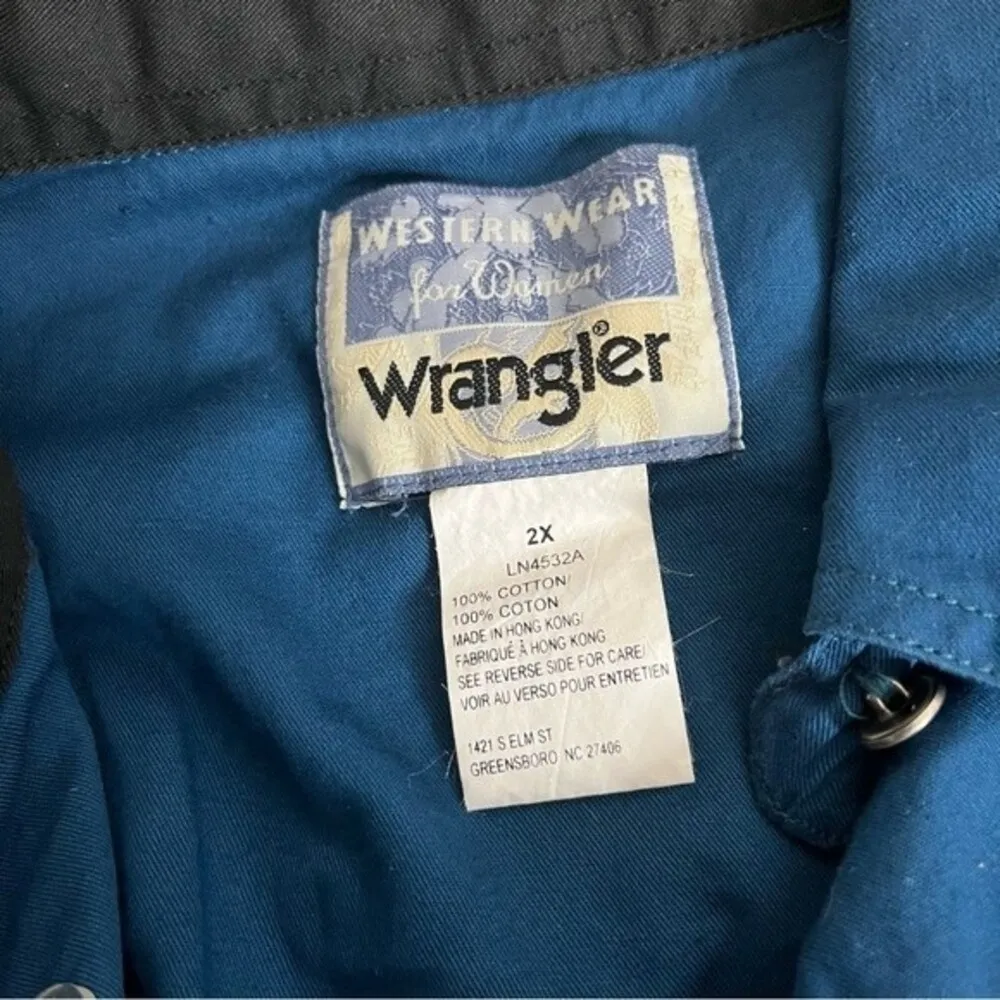 WESTERN WEAR
for Women
Wrangler®
2X
LN4532A
100% COTTON/
100% COTON
MADE IN HONG KONG/
FABRIQUÉ À HONG KONG
SEE REVERSE SIDE FOR CARE/
VOIR AU VERSO POUR ENTRETIEN
1421 S ELM ST
GREENSBORO NC 27406